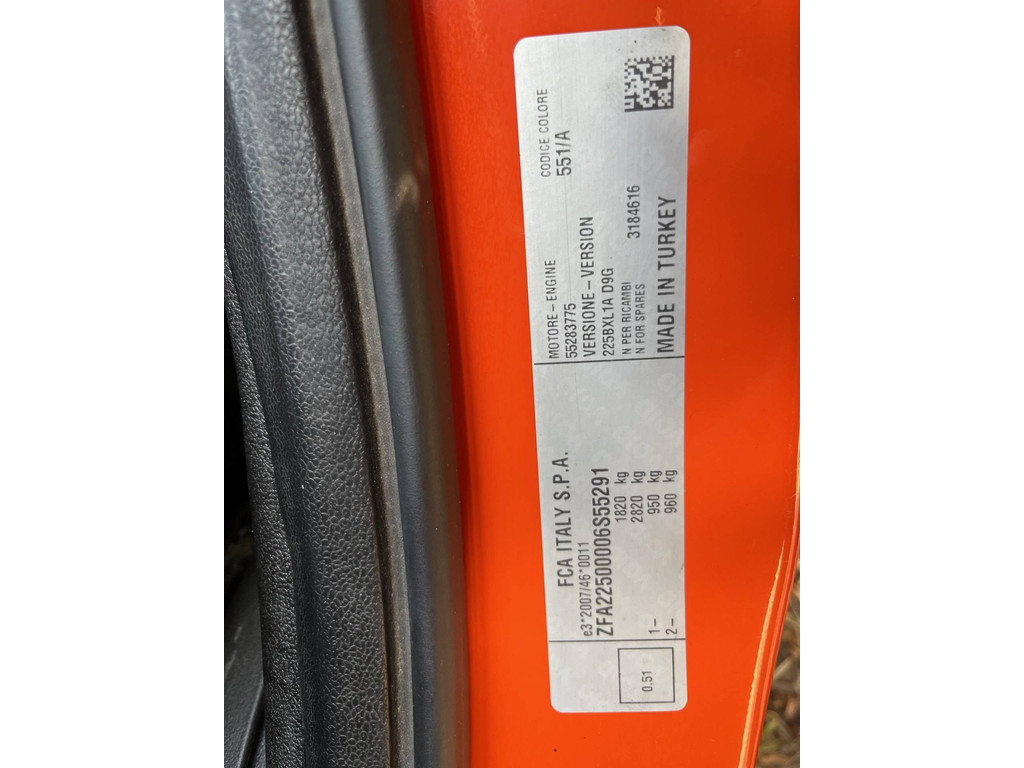 FCA ITALY S.P.A.
e3*2007/46*0011
ZFA22500006S55291
1820 kg
2820 kg
1– 950 kg
2– 960 kg
0,51
MOTORE – ENGINE CODICE COLORE
55283775 551/A
VERSIONE – VERSION
225BXL1A D9G
N PER RICAMBI
N FOR SPARES 3184616
MADE IN TURKEY